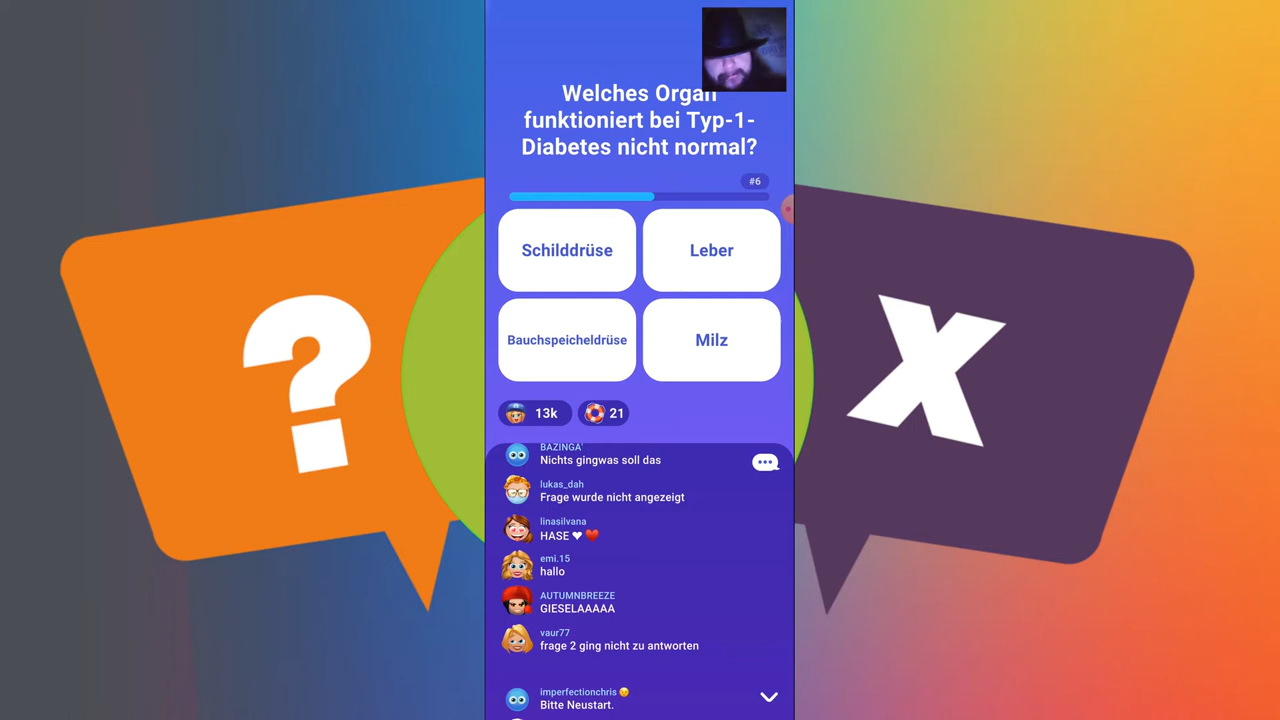 Welches Organ
funktioniert bei Typ-1-
Diabetes nicht normal?
#6
Schilddrüse
Leber
Bauchspeicheldrüse
Milz
13k
21
BAZINGA'
Nichts gingwas soll das
lukas_dah
Frage wurde nicht angezeigt
linasilvana
HASE ❤ ❤️
emi.15
hallo
AUTUMNBREEZE
GIESELAAAAA
vaur77
frage 2 ging nicht zu antworten
imperfectionchris 😏
Bitte Neustart.
?
X